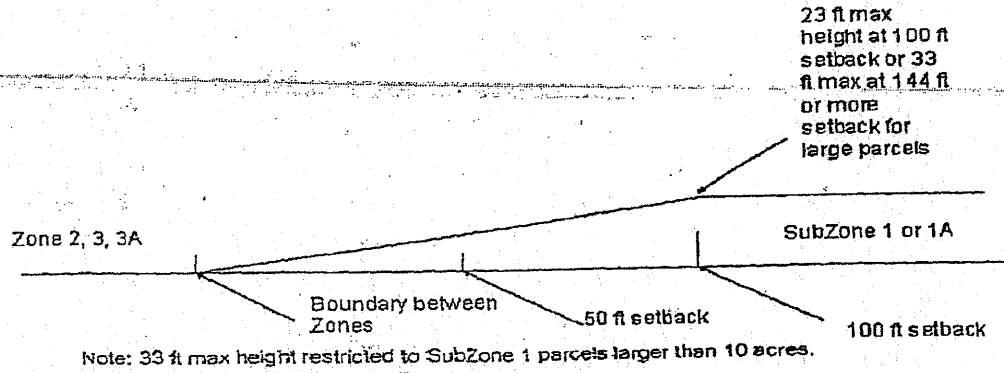 23 ft max
height at 100 ft
setback or 33
ft max at 144 ft
or more
setback for
large parcels
Zone 2, 3, 3A
SubZone 1 or 1A
Boundary between
Zones
50 ft setback
100 ft setback
Note: 33 ft max height restricted to SubZone 1 parcels larger than 10 acres.